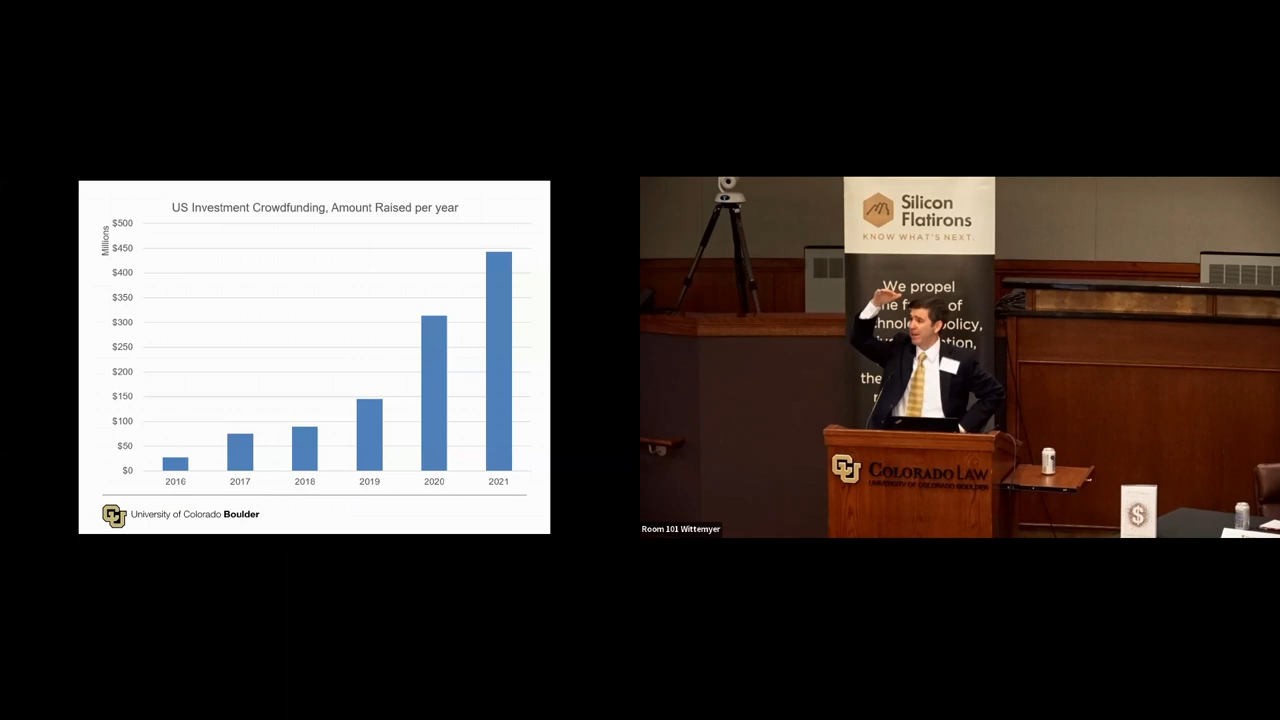 US Investment Crowdfunding, Amount Raised per year
Millions
$500
$450
$400
$350
$300
$250
$200
$150
$100
$50
$0
2016 2017 2018 2019 2020 2021
CU
University of Colorado Boulder
Silicon
Flatirons
KNOW WHAT'S NEXT.
We propel
of
policy,
the
CU
COLORADO LAW
UNIVERSITY OF COLORADO BOULDER
$
Room 101 Wittemyer